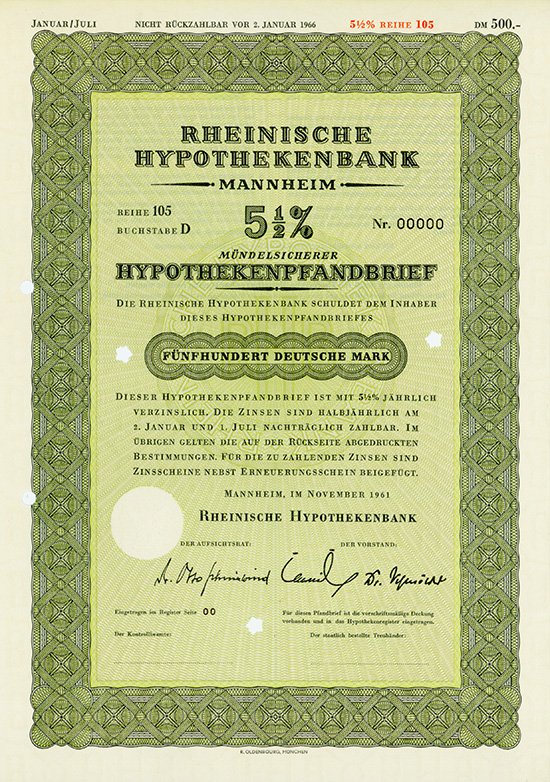 JANUAR/JULI NICHT RÜCKZAHLBAR VOR 2. JANUAR 1966 5½% REIHE 105 DM 500.-
RHEINISCHE
HYPOTHEKENBANK
MANNHEIM
REIHE 105 5 1/2 % Nr. 00000
BUCHSTABE D
MÜNDELSICHERER
HYPOTHEKENPFANDBRIEF
DIE RHEINISCHE HYPOTHEKENBANK SCHULDET DEM INHABER
DIESES HYPOTHEKENPFANDBRIEFES
FÜNFHUNDERT DEUTSCHE MARK
DIESER HYPOTHEKENPFANDBRIEF IST MIT 5½% JÄHRLICH
VERZINSLICH. DIE ZINSEN SIND HALBJÄHRLICH AM
2. JANUAR UND 1. JULI NACHTRÄGLICH ZAHLBAR. IM
ÜBRIGEN GELTEN DIE AUF DER RÜCKSEITE ABGEDRUCKTEN
BESTIMMUNGEN. FÜR DIE ZU ZAHLENDEN ZINSEN SIND
ZINSSCHEINE NEBST ERNEUERUNGSSCHEIN BEIGEFÜGT.
MANNHEIM, IM NOVEMBER 1961
RHEINISCHE HYPOTHEKENBANK
DER AUFSICHTSRAT: DER VORSTAND:
Eingetragen im Register Seite 00
Der Kontrollbeamte:
Für diesen Pfandbrief ist die vorschriftsmäßige Deckung
vorhanden und in das Hypothekenregister eingetragen.
Der staatlich bestellte Treuhänder:
R. OLDENBOURG, MÜNCHEN